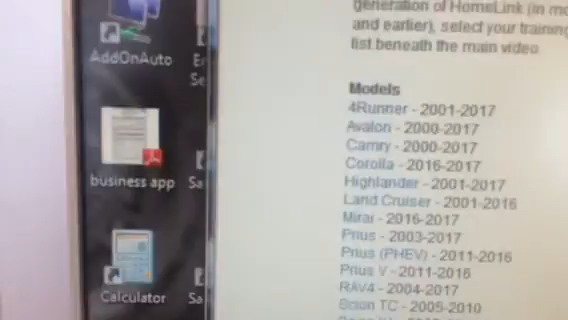 generation of HomeLink (in
and earlier), select your training
list beneath the main video
AddOnAuto
Models
4Runner - 2001-2017
Avalon - 2000-2017
Camry - 2000-2017
Corolla - 2016-2017
business app
Sa
Highlander - 2001-2017
Land Cruiser - 2001-2016
Mirai - 2016-2017
Prius - 2003-2017
Prius (PHEV) - 2011-2016
Prius V - 2011-2016
RAV4 - 2004-2017
Calculator
Sa
Scion TC - 2005-2010